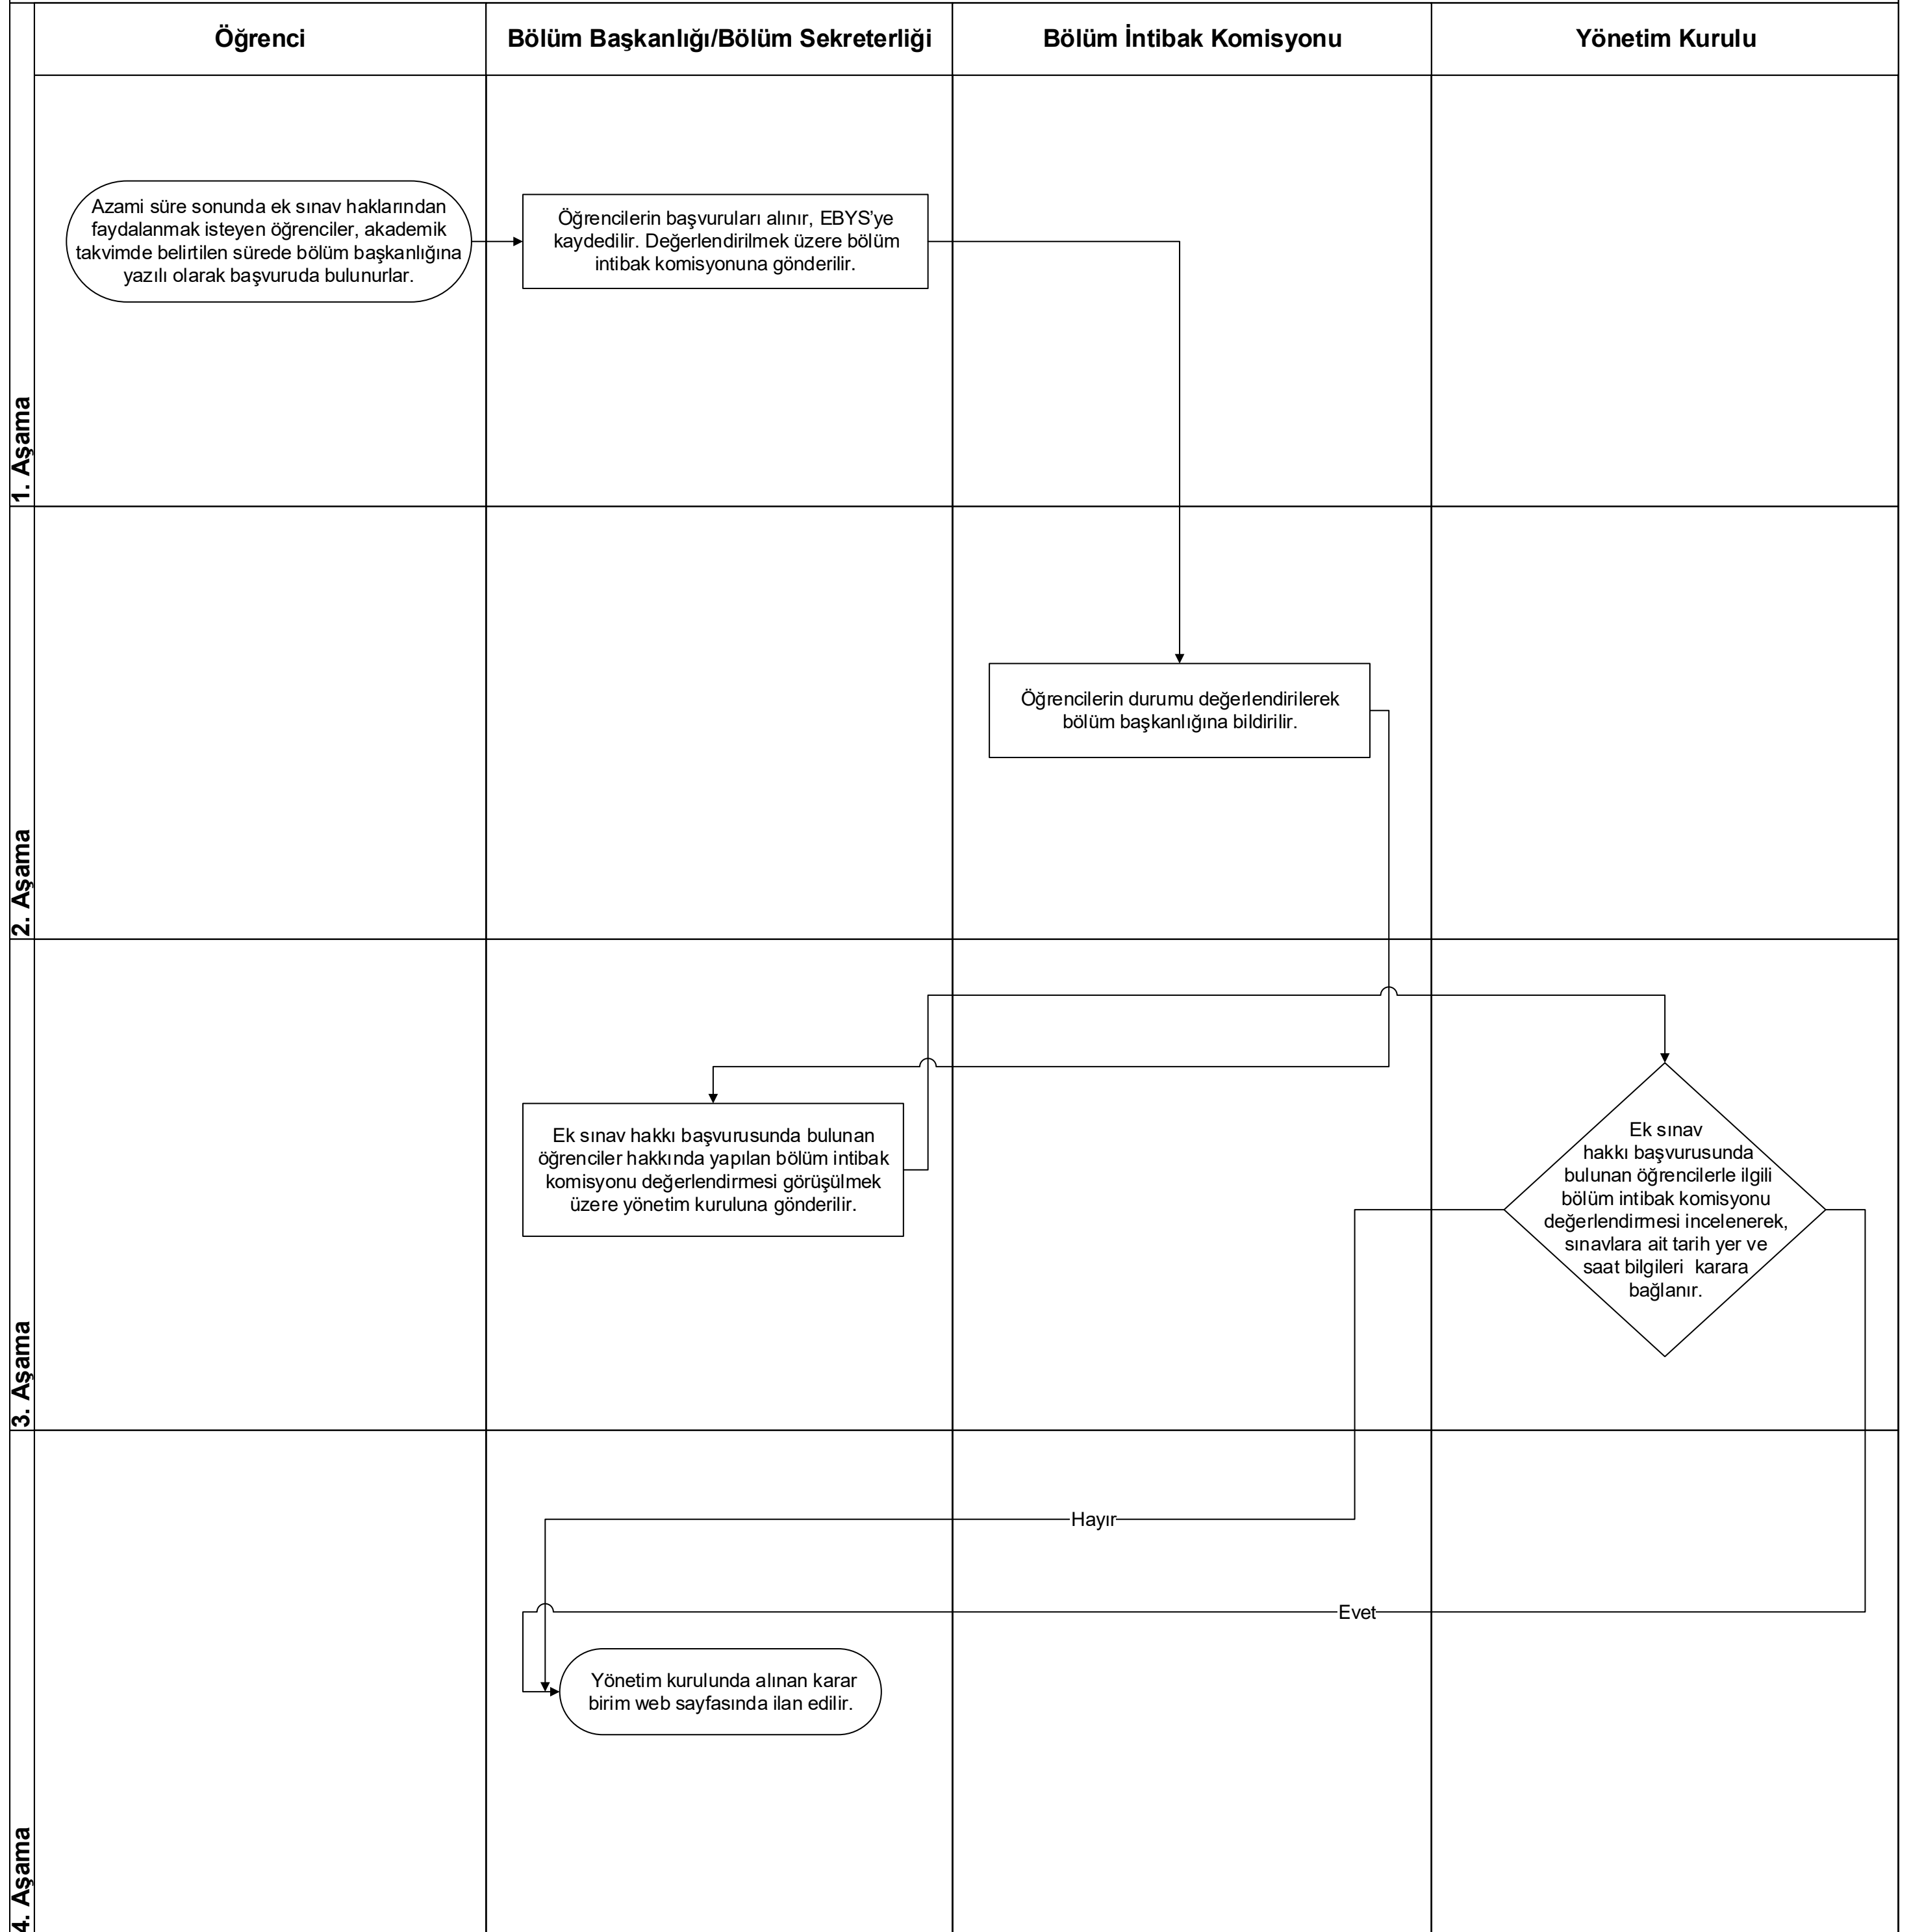 Öğrenci
Bölüm Başkanlığı/Bölüm Sekreterliği
Bölüm İntibak Komisyonu
Yönetim Kurulu
1. Aşama
Azami süre sonunda ek sınav haklarından
faydalanmak isteyen öğrenciler, akademik
takvimde belirtilen sürede bölüm başkanlığına
yazılı olarak başvuruda bulunurlar.
Öğrencilerin başvuruları alınır, EBYS’ye
kaydedilir. Değerlendirilmek üzere bölüm
intibak komisyonuna gönderilir.
2. Aşama
Öğrencilerin durumu değerlendirilerek
bölüm başkanlığına bildirilir.
3. Aşama
Ek sınav hakkı başvurusunda bulunan
öğrenciler hakkında yapılan bölüm intibak
komisyonu değerlendirmesi görüşülmek
üzere yönetim kuruluna gönderilir.
Ek sınav
hakkı başvurusunda
bulunan öğrencilerle ilgili
bölüm intibak komisyonu
değerlendirmesi incelenerek,
sınavlara ait tarih yer ve
saat bilgileri  karara
bağlanır.
4. Aşama
Hayır
Evet
Yönetim kurulunda alınan karar
birim web sayfasında ilan edilir.